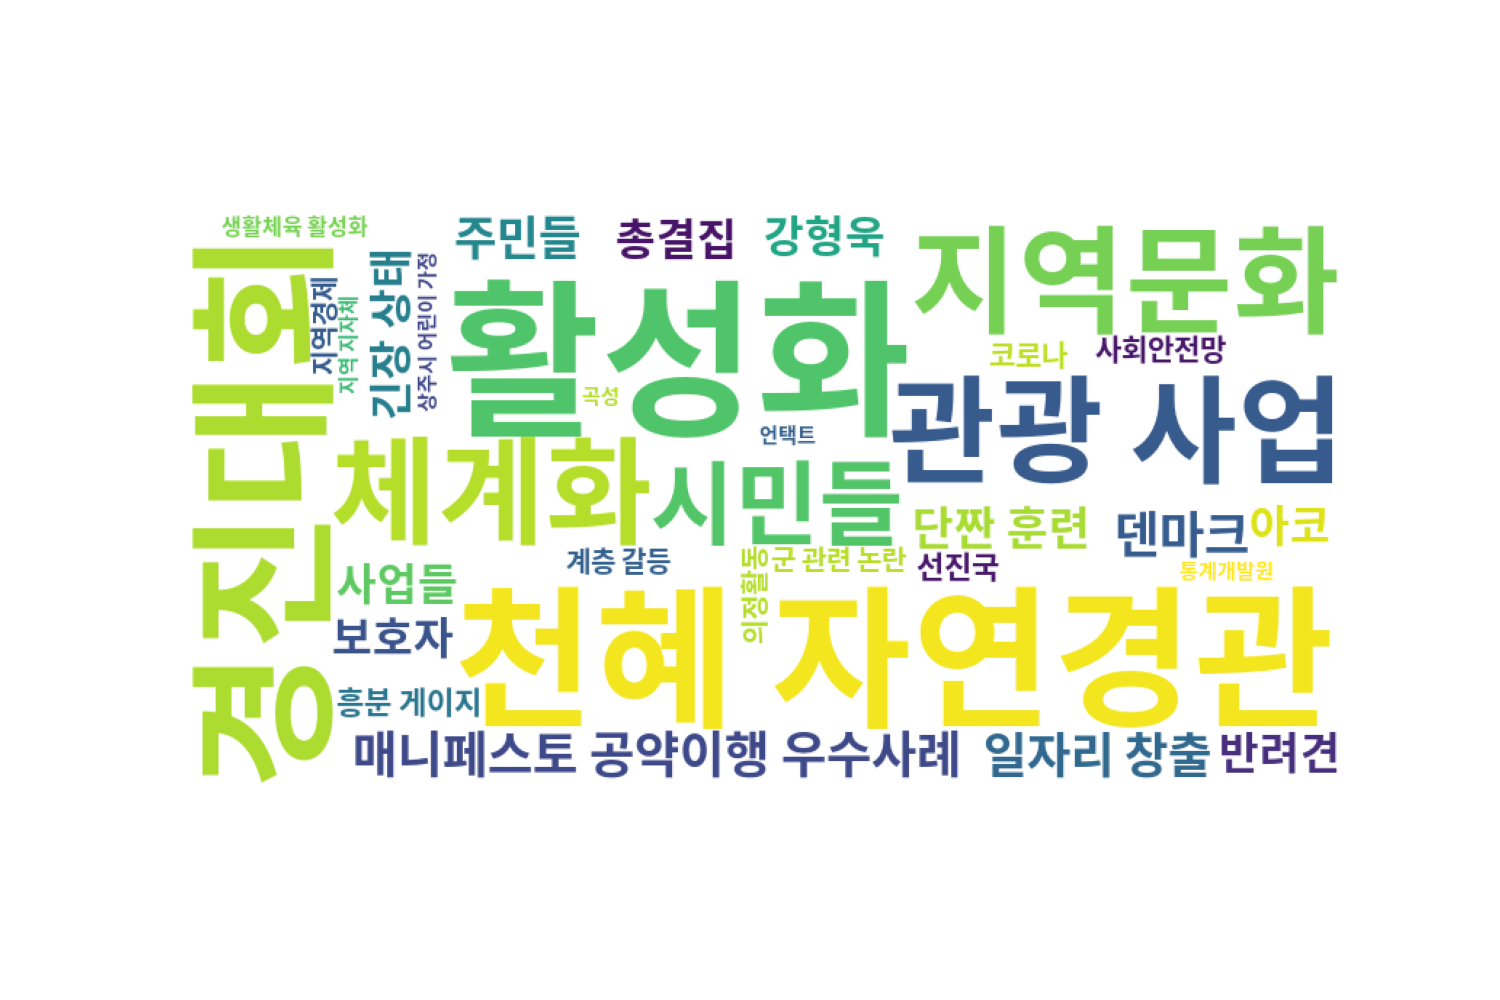 생활체육 활성화
주민들
총결집
강형욱
지역문화
경진대회
지역경제
지역 지자체
긴장 상태
상주시 어린이 가정
활성화
코로나
사회안전망
곡성
언택트
관광 사업
체계화
시민들
단짠 훈련
덴마크
아코
계층 갈등
의정활동
군 관련 논란
선진국
통계개발원
사업들
보호자
천혜 자연경관
흥분 게이지
매니페스토 공약이행 우수사례
일자리 창출
반려견